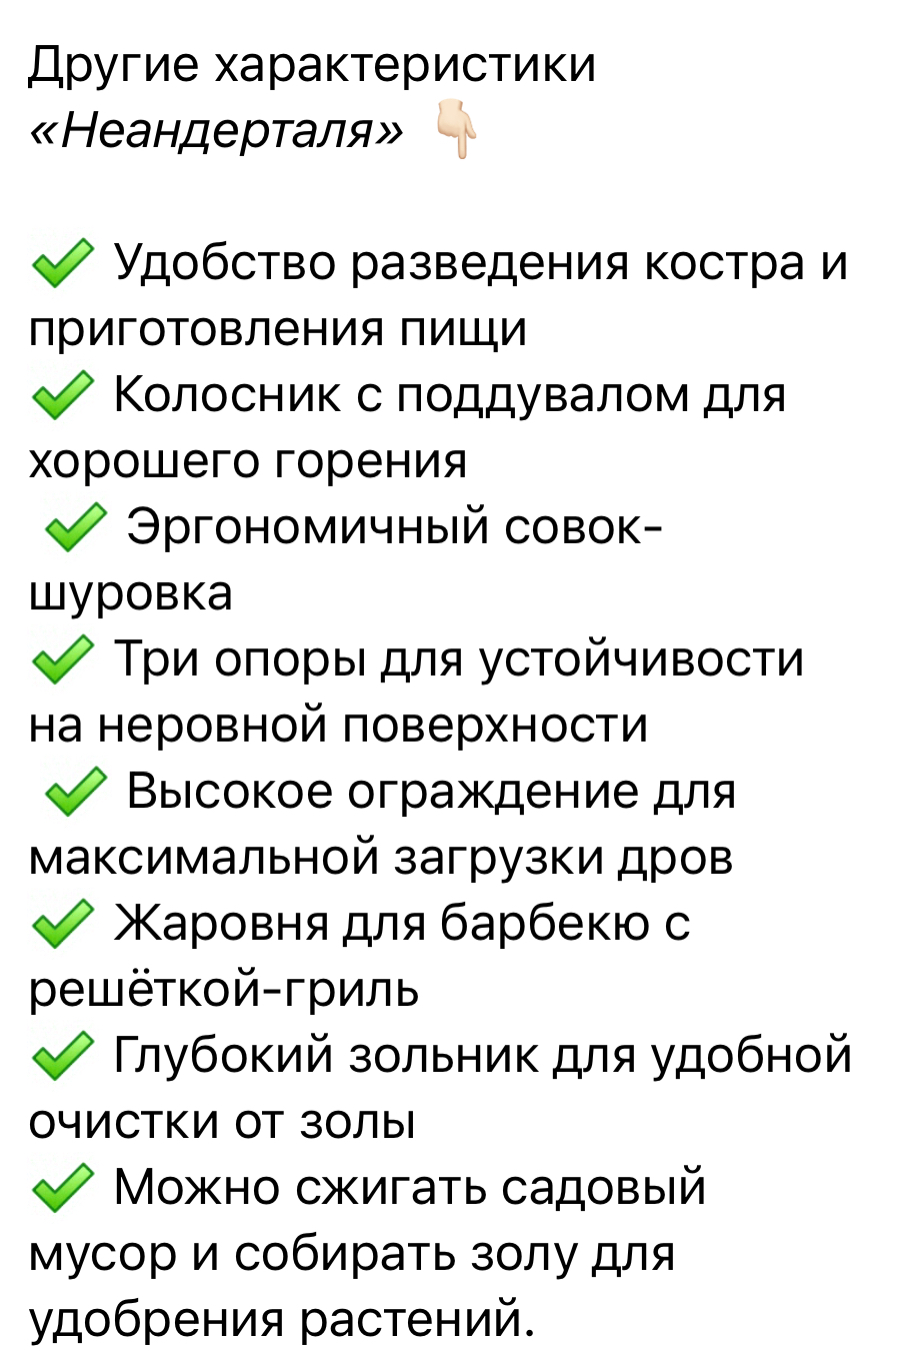 Другие характеристики
«Неандерталя» 👇🏻
✔ Удобство разведения костра и
приготовления пищи
✔ Колосник с поддувалом для
хорошего горения
✔ Эргономичный совок-
шуровка
✔ Три опоры для устойчивости
на неровной поверхности
✔ Высокое ограждение для
максимальной загрузки дров
✔ Жаровня для барбекю с
решёткой-гриль
✔ Глубокий зольник для удобной
очистки от золы
✔ Можно сжигать садовый
мусор и собирать золу для
удобрения растений.